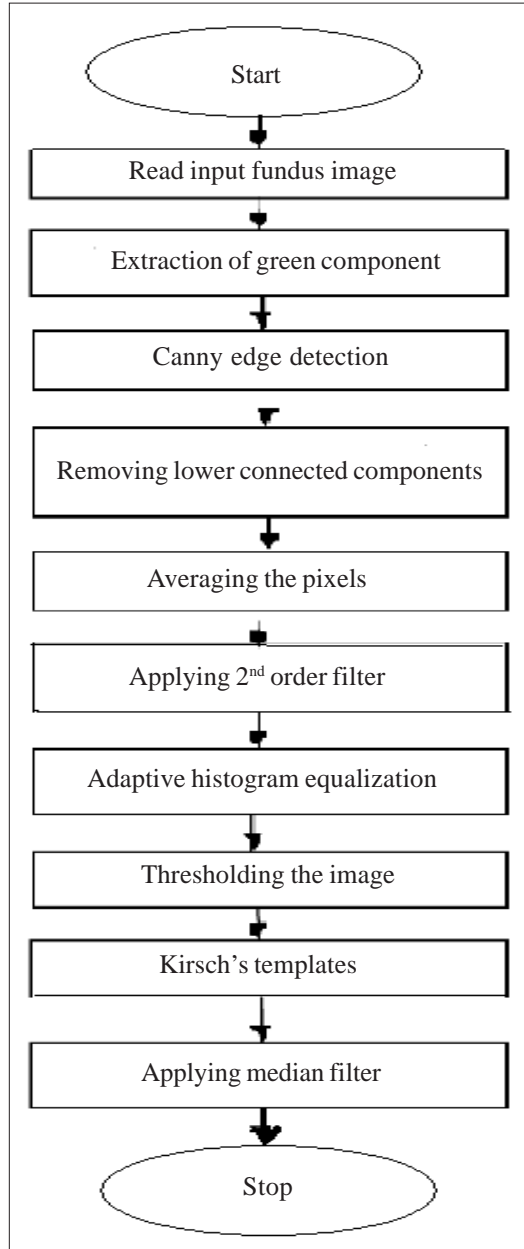 Start
Read input fundus image
Extraction of green component
Canny edge detection
Removing lower connected components
Averaging the pixels
Applying 2nd order filter
Adaptive histogram equalization
Thresholding the image
Kirsch's templates
Applying median filter
Stop